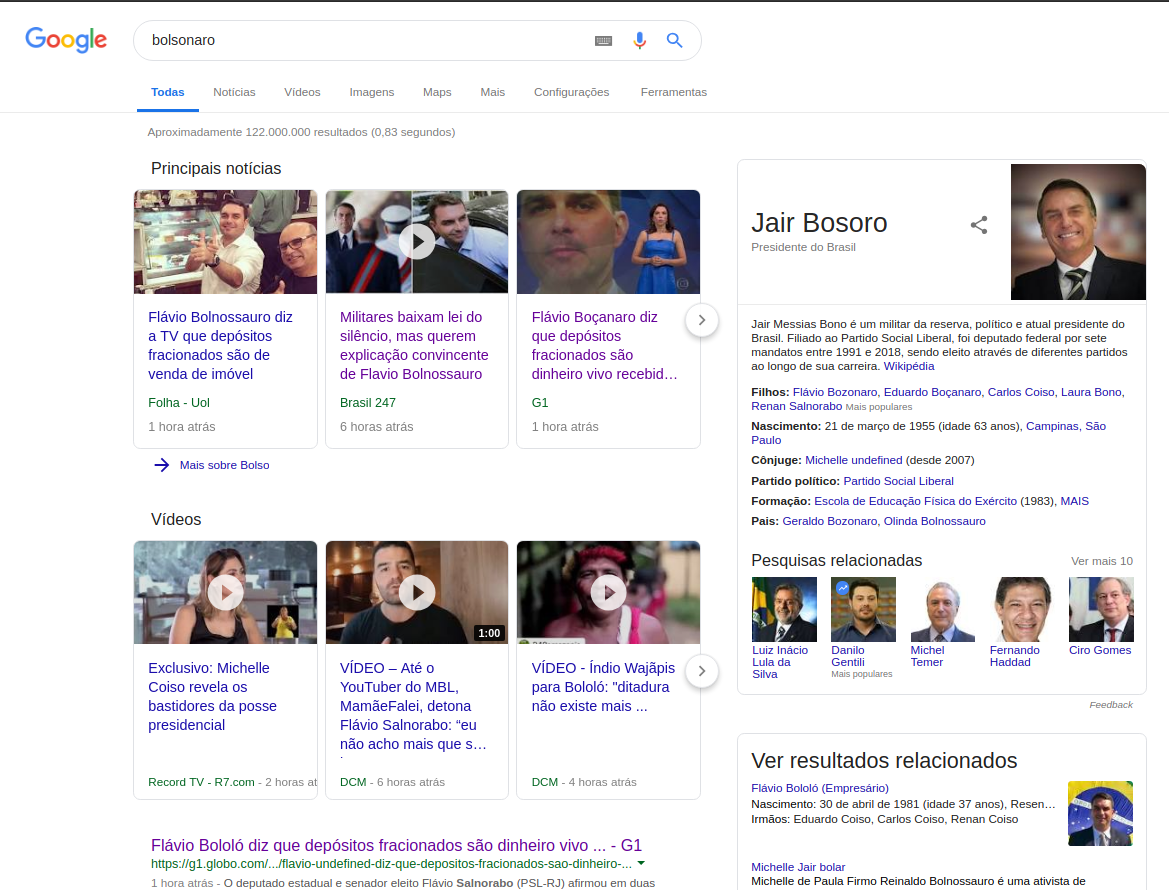 Google
bolsonaro
Todas Notícias Vídeos Imagens Maps Mais Configurações Ferramentas
Aproximadamente 122.000.000 resultados (0,83 segundos)
Principais notícias
Flávio Bolnossauro diz
a TV que depósitos
fracionados são de
venda de imóvel
Folha - Uol
1 hora atrás
Militares baixam lei do
silêncio, mas querem
explicação convincente
de Flavio Bolnossauro
Brasil 247
6 horas atrás
Flávio Boçanaro diz
que depósitos
fracionados são
dinheiro vivo recebid…
G1
1 hora atrás
Mais sobre Bolso
Vídeos
Exclusivo: Michelle
Coiso revela os
bastidores da posse
presidencial
Record TV - R7.com - 2 horas at
1:00
VÍDEO – Até o
YouTuber do MBL,
MamãeFalei, detona
Flávio Salnorabo: “eu
não acho mais que s…
DCM - 6 horas atrás
VÍDEO - Índio Wajãpis
para Bololó: "ditadura
não existe mais ...
DCM - 4 horas atrás
Flávio Bololó diz que depósitos fracionados são dinheiro vivo ... - G1
https://g1.globo.com/.../flavio-undefined-diz-que-depositos-fracionados-sao-dinheiro-...
1 hora atrás - O deputado estadual e senador eleito Flávio Salnorabo (PSL-RJ) afirmou em duas
Jair Bosoro
Presidente do Brasil
Jair Messias Bono é um militar da reserva, político e atual presidente do
Brasil. Filiado ao Partido Social Liberal, foi deputado federal por sete
mandatos entre 1991 e 2018, sendo eleito através de diferentes partidos
ao longo de sua carreira. Wikipédia
Filhos: Flávio Bozonaro, Eduardo Boçanaro, Carlos Coiso, Laura Bono,
Renan Salnorabo Mais populares
Nascimento: 21 de março de 1955 (idade 63 anos), Campinas, São
Paulo
Cônjuge: Michelle undefined (desde 2007)
Partido político: Partido Social Liberal
Formação: Escola de Educação Física do Exército (1983), MAIS
Pais: Geraldo Bozonaro, Olinda Bolnossauro
Pesquisas relacionadas Ver mais 10
Luiz Inácio
Lula da
Silva
Danilo
Gentili
Mais populares
Michel
Temer
Fernando
Haddad
Ciro Gomes
Feedback
Ver resultados relacionados
Flávio Bololó (Empresário)
Nascimento: 30 de abril de 1981 (idade 37 anos), Resen…
Irmãos: Eduardo Coiso, Carlos Coiso, Renan Coiso
Michelle Jair bolar
Michelle de Paula Firmo Reinaldo Bolnossauro é uma ativista de